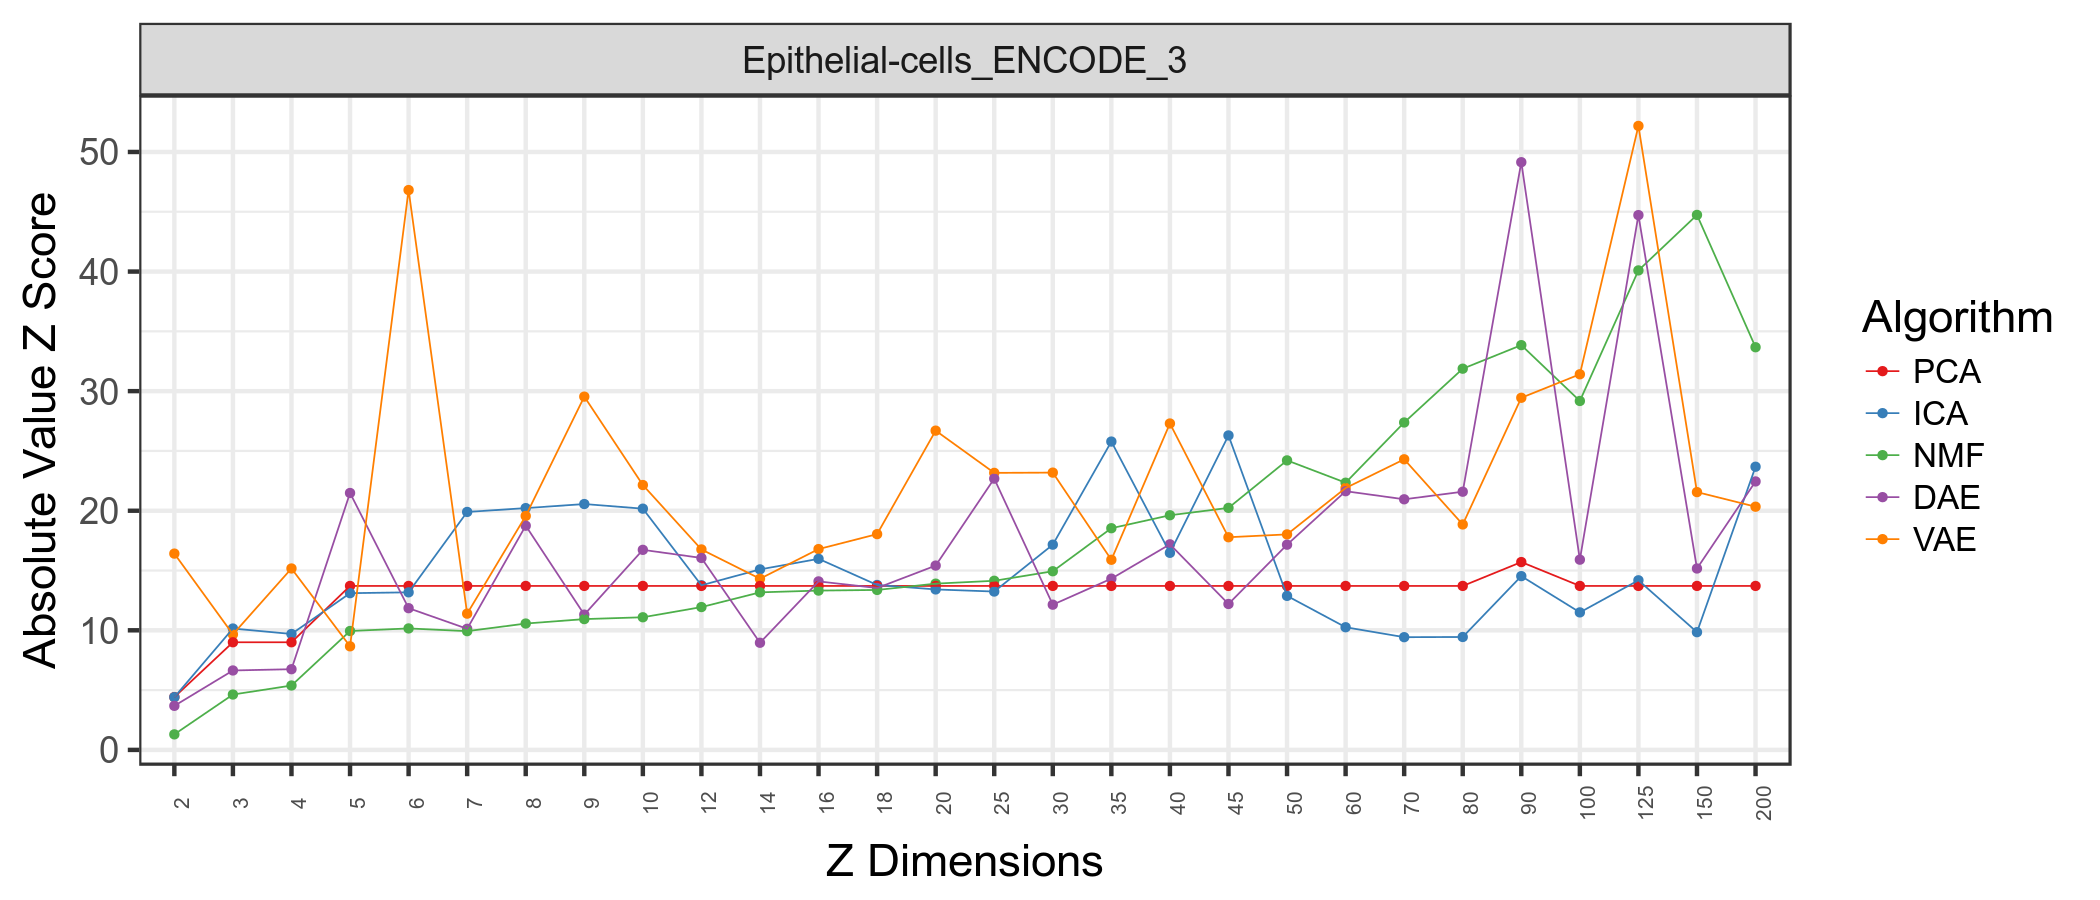 Epithelial-cells_ENCODE_3
Absolute Value Z Score
50
40
30
20
10
0
2 3 4 5 6 7 8 9 10 12 14 16 18 20 25 30 35 40 45 50 60 70 80 90 100 125 150 200
Z Dimensions
Algorithm
PCA
ICA
NMF
DAE
VAE